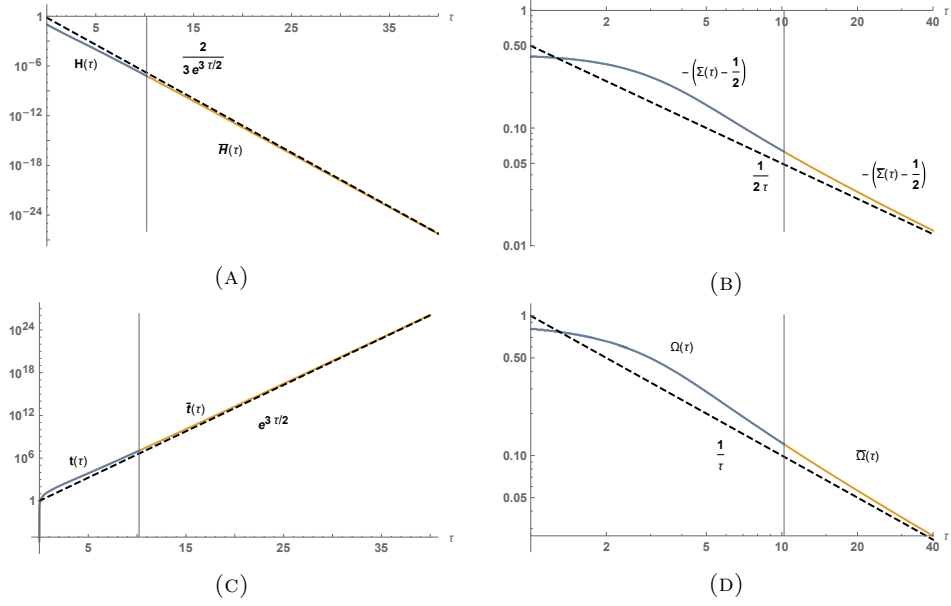 1
5
15
25
35
τ
10^-6
10^-12
10^-18
10^-24
H(τ)
2
3 e^{3 τ/2}
H̄(τ)
(A)
1
2
5
10
20
40
τ
0.50
0.10
0.05
0.01
-(Σ(τ) - 1/2)
1
2 τ
-(Σ̄(τ) - 1/2)
(B)
10^24
10^18
10^12
10^6
1
t(τ)
t̄(τ)
e^{3 τ/2}
5
15
25
35
τ
(C)
1
0.50
0.10
0.05
Ω(τ)
1
τ
Ω̄(τ)
2
5
10
20
40
τ
(D)